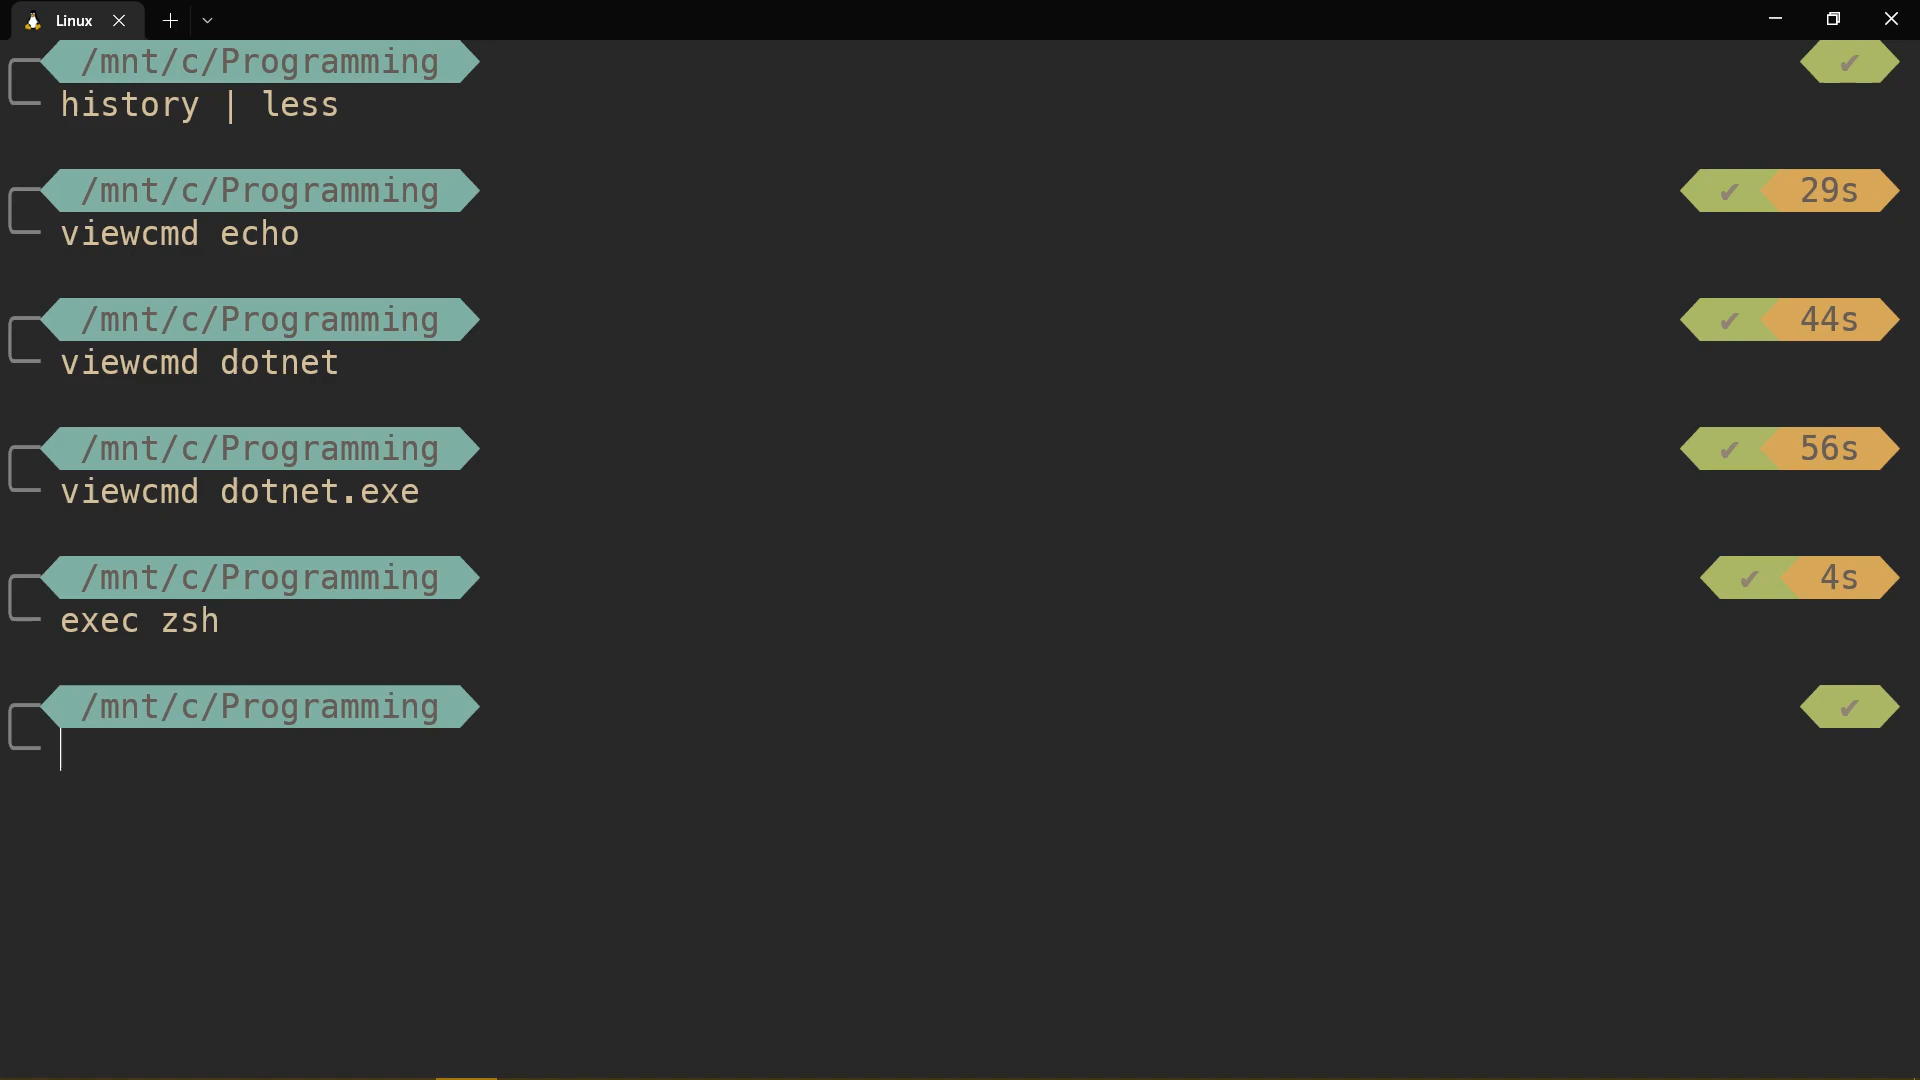 Linux
/mnt/c/Programming ✔
history | less
/mnt/c/Programming ✔ 29s
viewcmd echo
/mnt/c/Programming ✔ 44s
viewcmd dotnet
/mnt/c/Programming ✔ 56s
viewcmd dotnet.exe
/mnt/c/Programming ✔ 4s
exec zsh
/mnt/c/Programming ✔